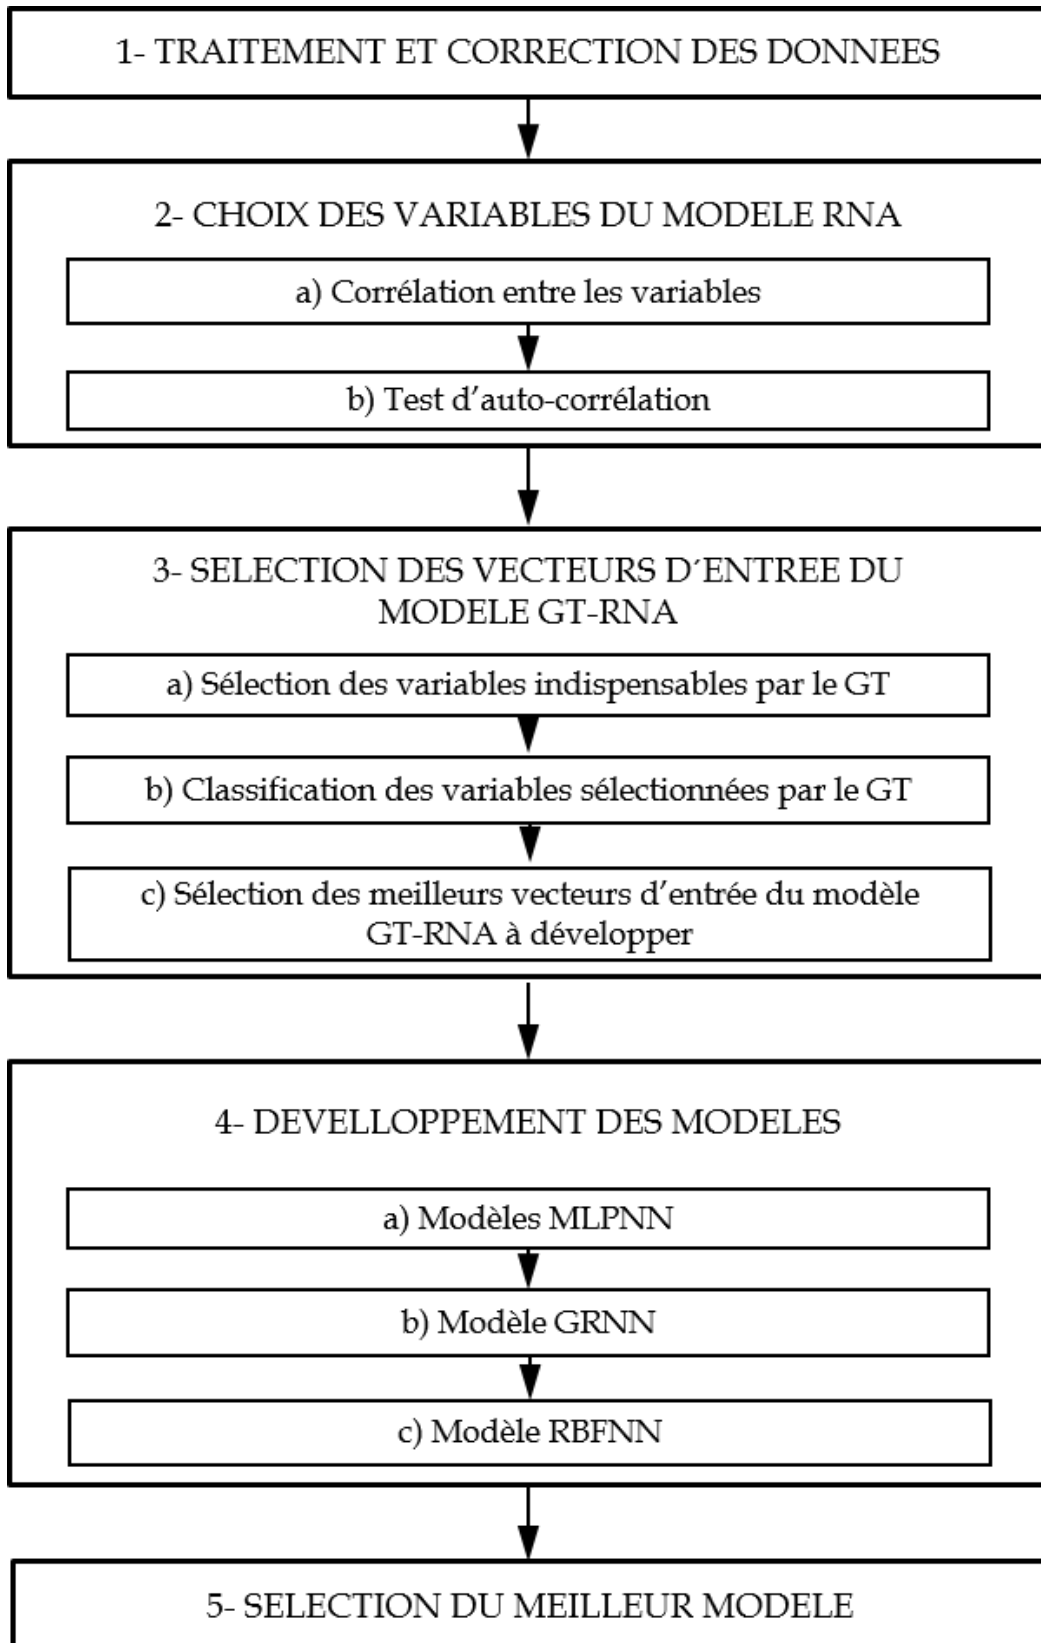 1- TRAITEMENT ET CORRECTION DES DONNEES
2- CHOIX DES VARIABLES DU MODELE RNA
a) Corrélation entre les variables
b) Test d’auto-corrélation
3- SELECTION DES VECTEURS D´ENTREE DU
MODELE GT-RNA
a) Sélection des variables indispensables par le GT
b) Classification des variables sélectionnées par le GT
c) Sélection des meilleurs vecteurs d’entrée du modèle
GT-RNA à développer
4- DEVELLOPPEMENT DES MODELES
a) Modèles MLPNN
b) Modèle GRNN
c) Modèle RBFNN
5- SELECTION DU MEILLEUR MODELE